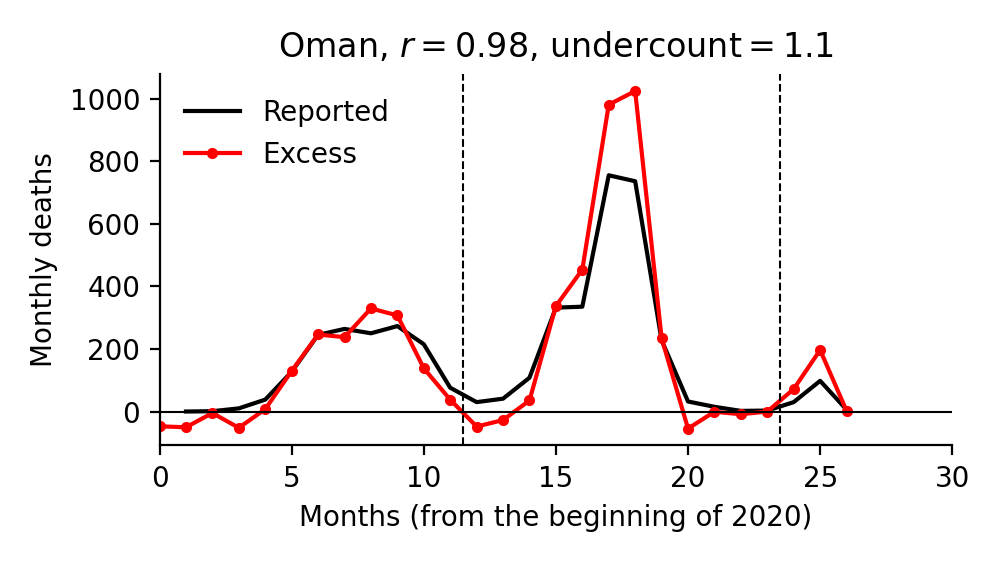 Oman, r = 0.98, undercount = 1.1
Reported
Excess
Monthly deaths
1000
800
600
400
200
0
0 5 10 15 20 25 30
Months (from the beginning of 2020)